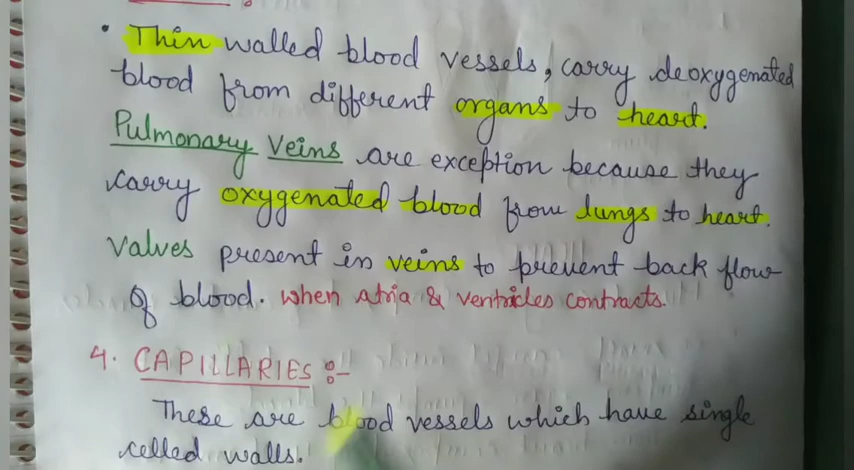 • Thin walled blood vessels, carry deoxygenated
blood from different organs to heart.
Pulmonary Veins are exception because they
carry oxygenated blood from lungs to heart.
Valves present in veins to prevent back flow
of blood. when atria & ventricles contracts.
4. CAPILLARIES :-
These are blood vessels which have single
celled walls.